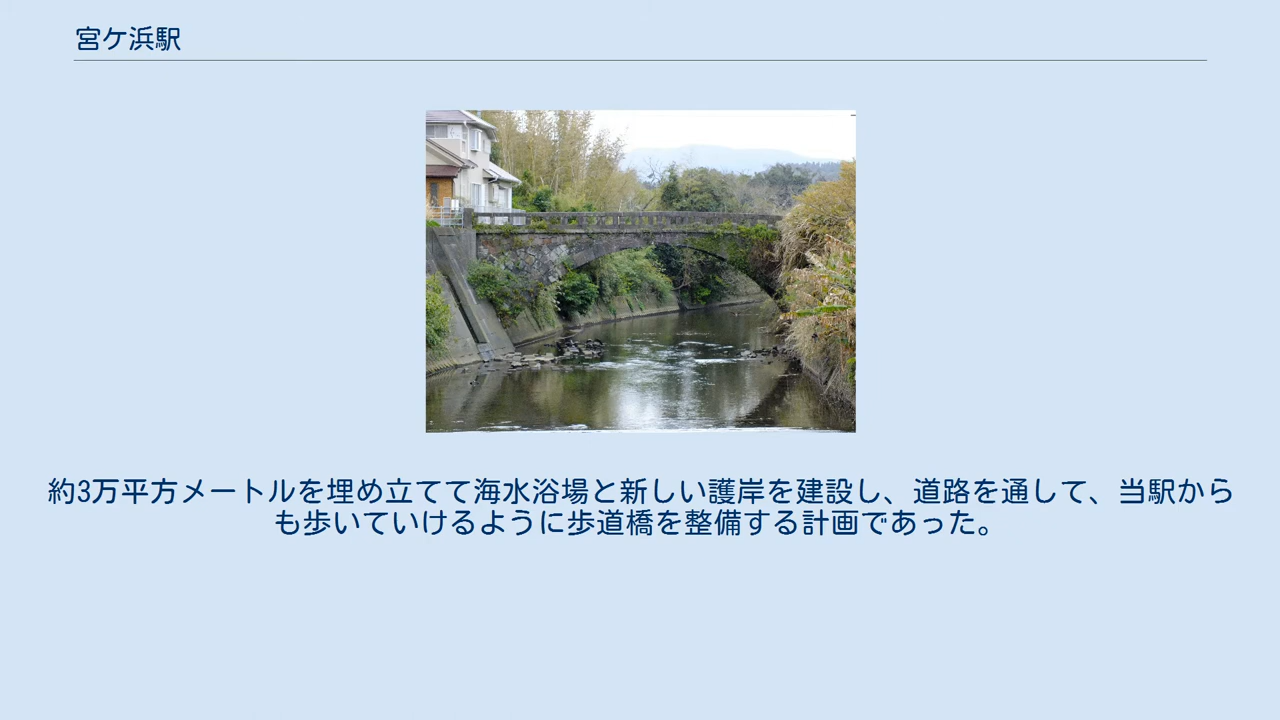 宮ケ浜駅
約3万平方メートルを埋め立てて海水浴場と新しい護岸を建設し、道路を通して、当駅から
も歩いていけるように歩道橋を整備する計画であった。